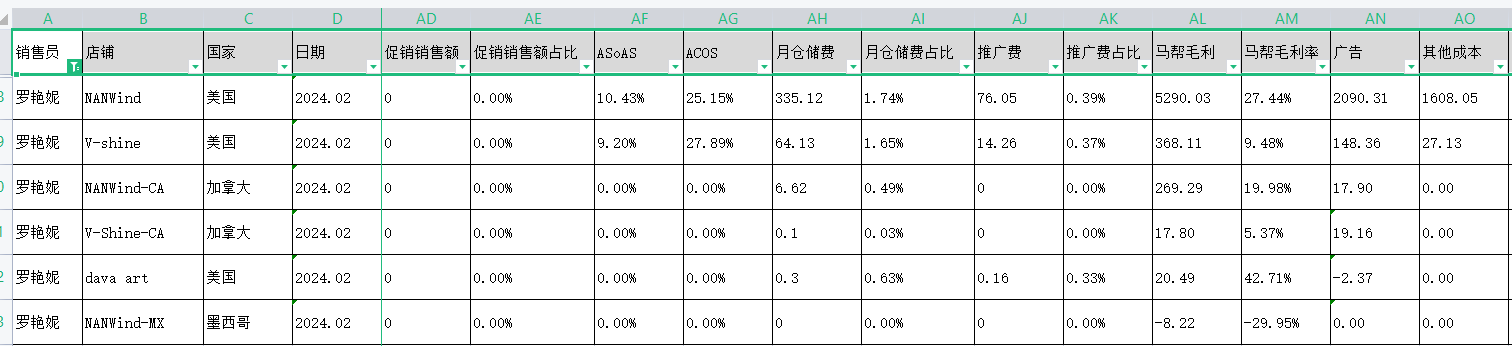 A B C D AD AE AF AG AH AI AJ AK AL AM AN AO
销售员 店铺 国家 日期 促销销售额 促销销售额占比 ASoAS ACOS 月仓储费 月仓储费占比 推广费 推广费占比 马帮毛利 马帮毛利率 广告 其他成本
罗艳妮 NANWind 美国 2024.02 0 0.00% 10.43% 25.15% 335.12 1.74% 76.05 0.39% 5290.03 27.44% 2090.31 1608.05
罗艳妮 V-shine 美国 2024.02 0 0.00% 9.20% 27.89% 64.13 1.65% 14.26 0.37% 368.11 9.48% 148.36 27.13
罗艳妮 NANWind-CA 加拿大 2024.02 0 0.00% 0.00% 0.00% 6.62 0.49% 0 0.00% 269.29 19.98% 17.90 0.00
罗艳妮 V-Shine-CA 加拿大 2024.02 0 0.00% 0.00% 0.00% 0.1 0.03% 0 0.00% 17.80 5.37% 19.16 0.00
罗艳妮 dava art 美国 2024.02 0 0.00% 0.00% 0.00% 0.3 0.63% 0.16 0.33% 20.49 42.71% -2.37 0.00
罗艳妮 NANWind-MX 墨西哥 2024.02 0 0.00% 0.00% 0.00% 0 0.00% 0 0.00% -8.22 -29.95% 0.00 0.00